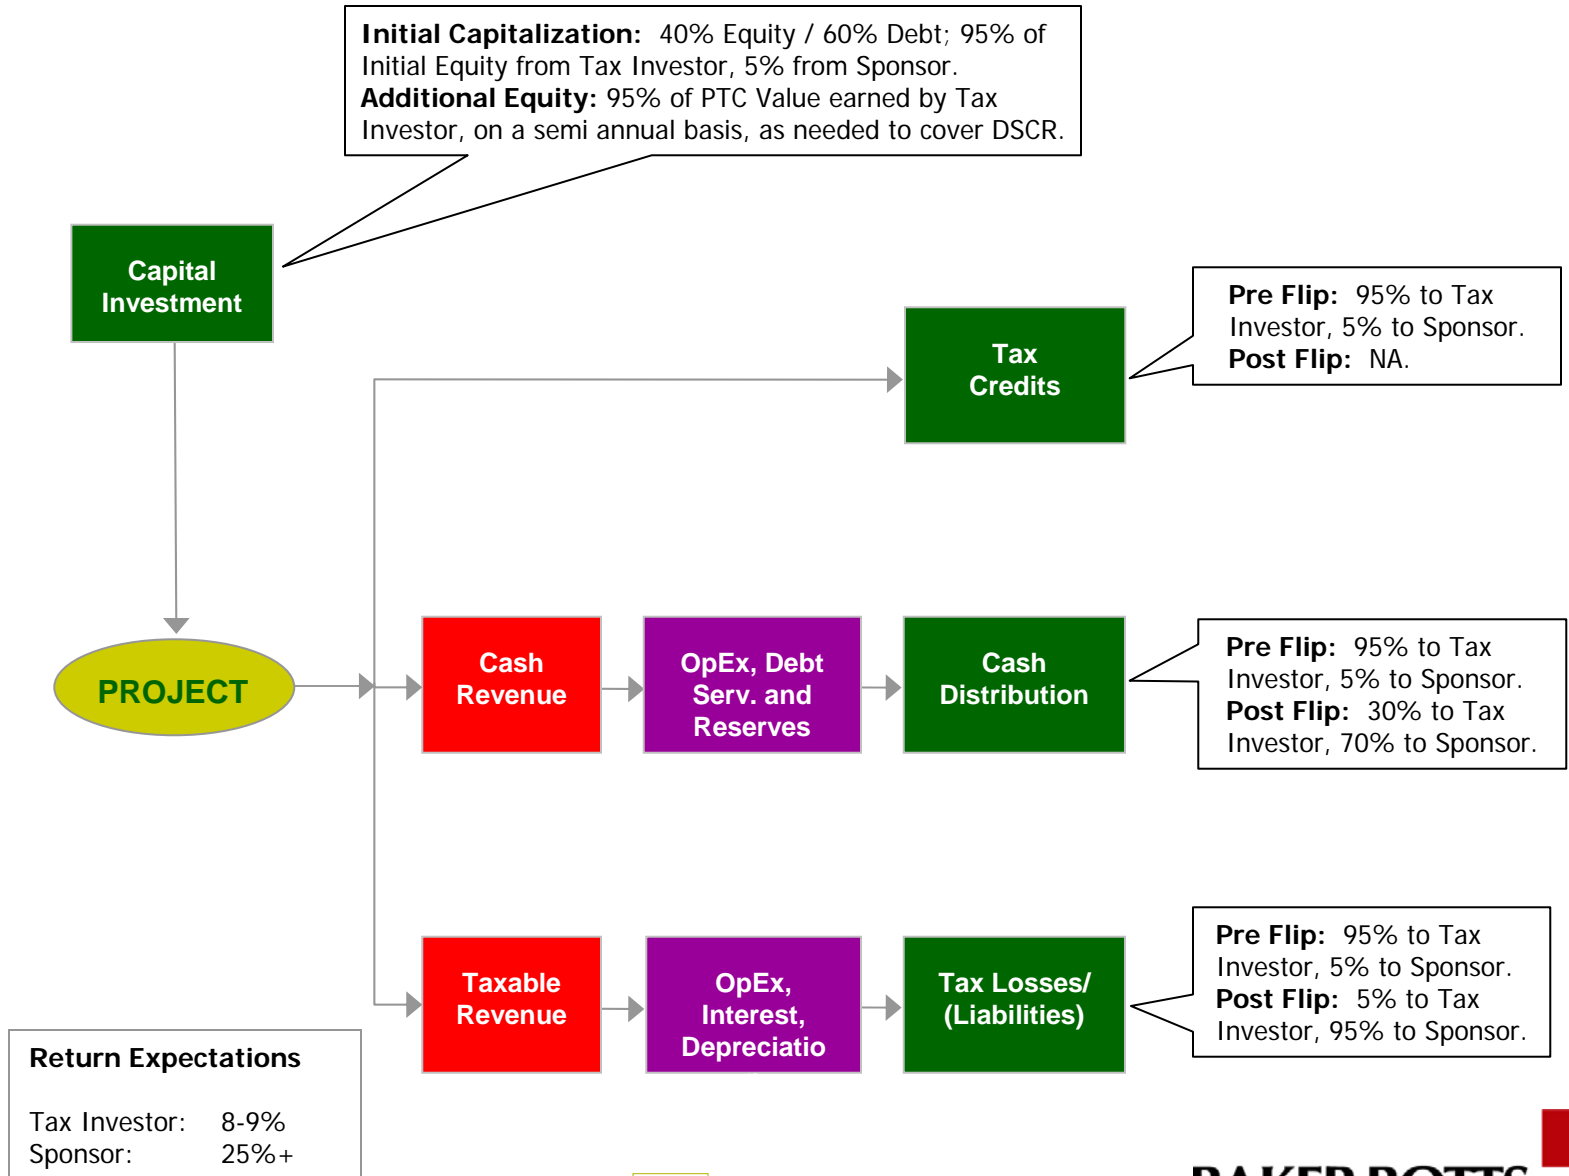 Initial Capitalization: 40% Equity / 60% Debt; 95% of
Initial Equity from Tax Investor, 5% from Sponsor.
Additional Equity: 95% of PTC Value earned by Tax
Investor, on a semi annual basis, as needed to cover DSCR.
Capital
Investment
Tax
Credits
Pre Flip: 95% to Tax
Investor, 5% to Sponsor.
Post Flip: NA.
PROJECT
Cash
Revenue
OpEx, Debt
Serv. and
Reserves
Cash
Distribution
Pre Flip: 95% to Tax
Investor, 5% to Sponsor.
Post Flip: 30% to Tax
Investor, 70% to Sponsor.
Taxable
Revenue
OpEx,
Interest,
Depreciatio
Tax Losses/
(Liabilities)
Pre Flip: 95% to Tax
Investor, 5% to Sponsor.
Post Flip: 5% to Tax
Investor, 95% to Sponsor.
Return Expectations
Tax Investor: 8-9%
Sponsor: 25%+
BAKER BOTTS